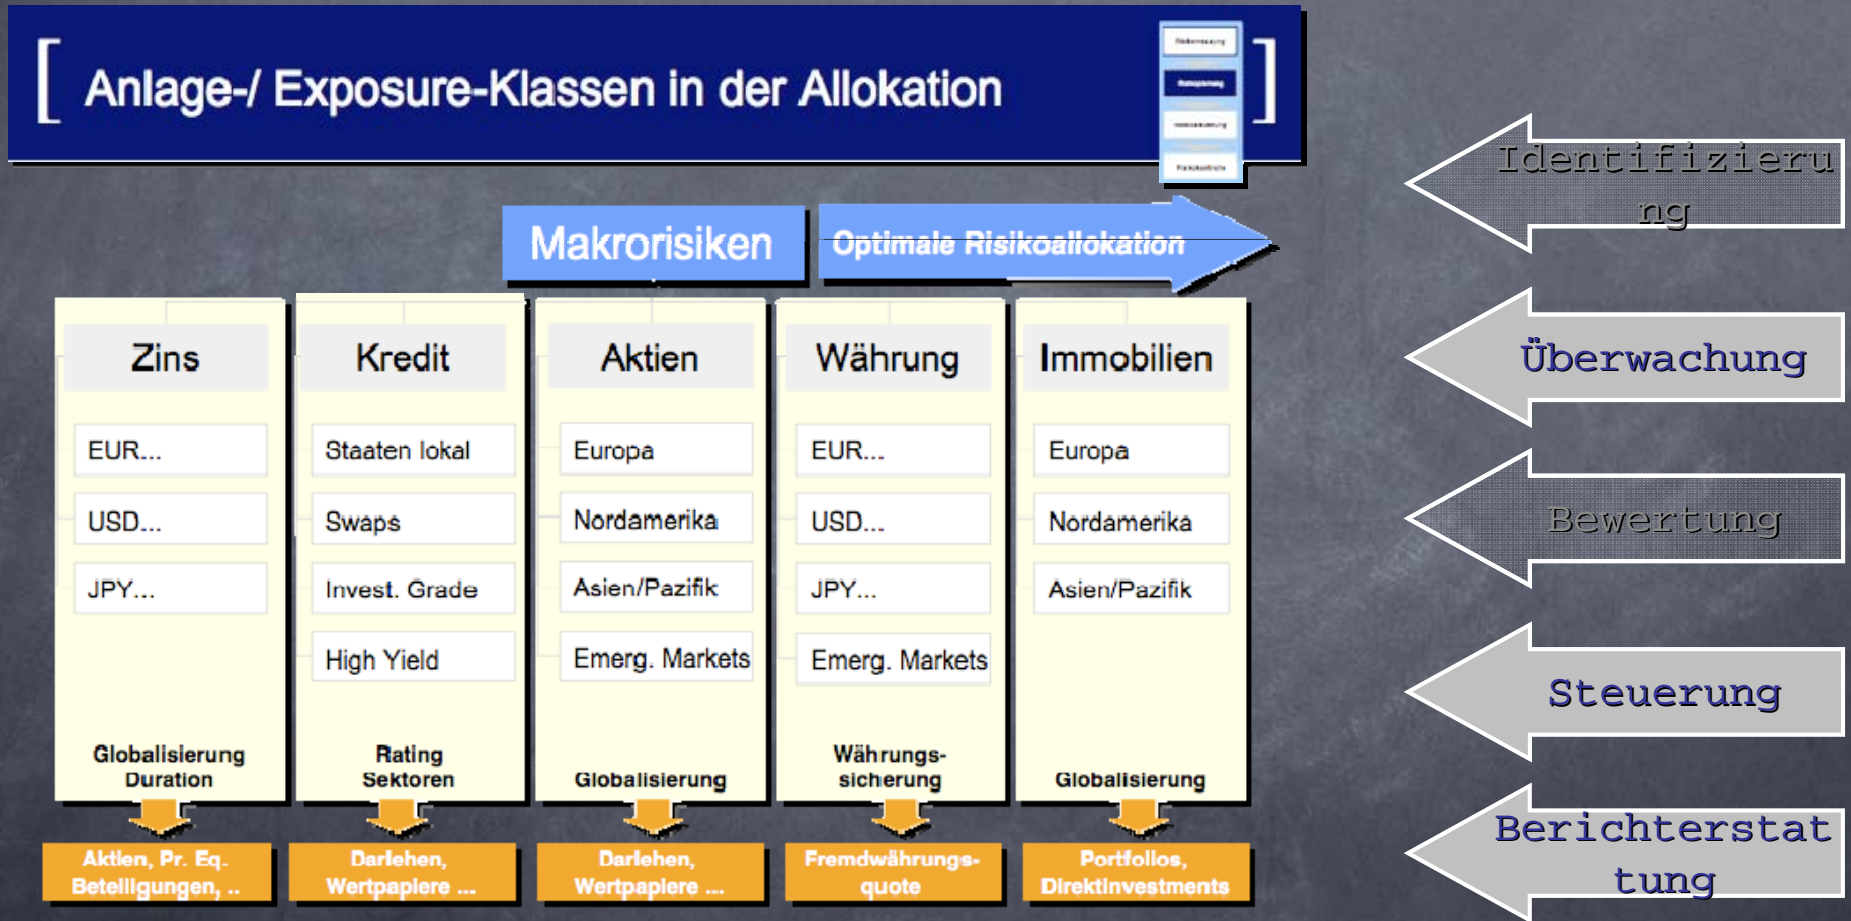 [ Anlage-/ Exposure-Klassen in der Allokation ]
Makrorisiken
Optimale Risikoallokation
Zins
EUR...
USD...
JPY...
Globalisierung
Duration
Aktien, Pr. Eq.
Beteiligungen, ..
Kredit
Staaten lokal
Swaps
Invest. Grade
High Yield
Rating
Sektoren
Darlehen,
Wertpapiere ...
Aktien
Europa
Nordamerika
Asien/Pazifik
Emerg. Markets
Globalisierung
Darlehen,
Wertpapiere ...
Währung
EUR...
USD...
JPY...
Emerg. Markets
Währungs-
sicherung
Fremdwährungs-
quote
Immobilien
Europa
Nordamerika
Asien/Pazifik
Globalisierung
Portfolios,
Direktinvestments
Identifizieru
ng
Überwachung
Bewertung
Steuerung
Berichterstat
tung